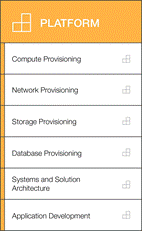 PLATFORM
Compute Provisioning
Network Provisioning
Storage Provisioning
Database Provisioning
Systems and Solution
Architecture
Application Development